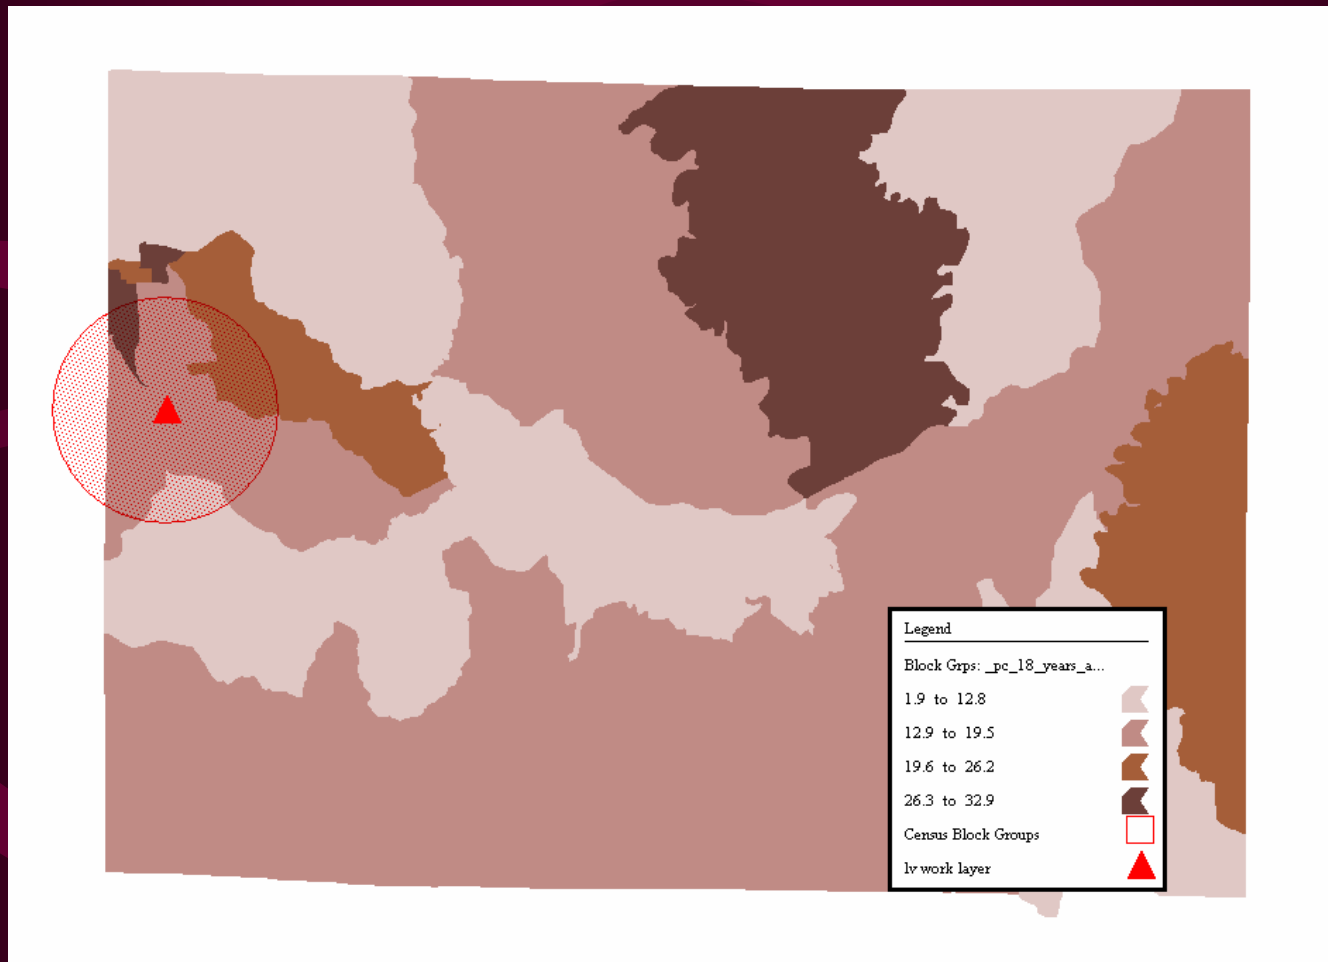 Legend
Block Grps: _pc_18_years_a...
1.9 to 12.8
12.9 to 19.5
19.6 to 26.2
26.3 to 32.9
Census Block Groups
lv work layer